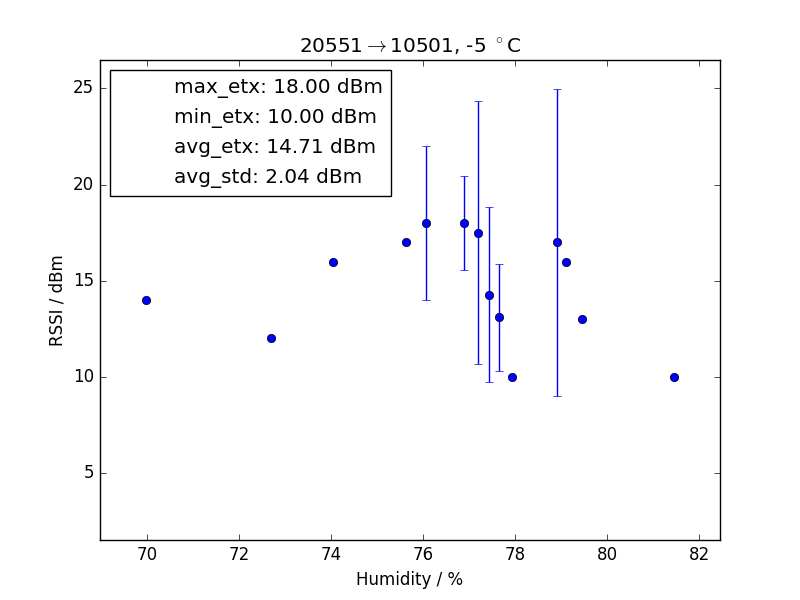 20551→10501, -5 °C
max_etx: 18.00 dBm
min_etx: 10.00 dBm
avg_etx: 14.71 dBm
avg_std: 2.04 dBm
RSSI / dBm
25
20
15
10
5
70 72 74 76 78 80 82
Humidity / %